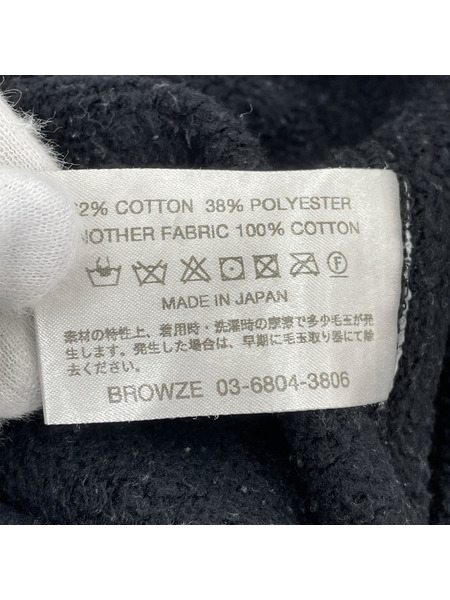 2% COTTON 38% POLYESTER
NOTHER FABRIC 100% COTTON
F
MADE IN JAPAN
素材の特性上、着用時・洗濯時の摩擦で多少毛玉が発
生します。発生した場合は、早期に毛玉取り器にて除
去ください。
BROWZE 03-6804-3806